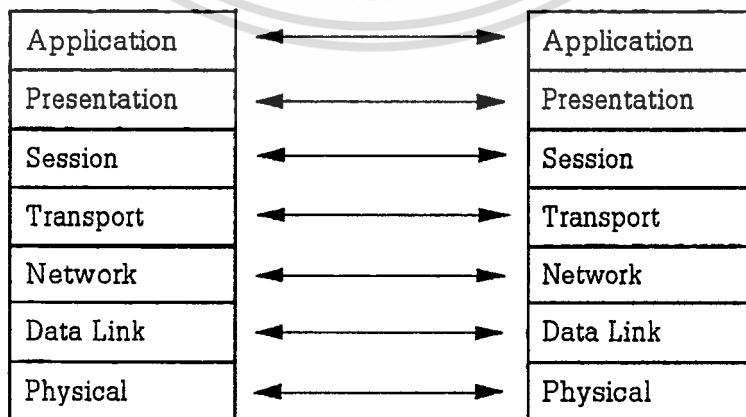 Application Application
Presentation Presentation
Session Session
Transport Transport
Network Network
Data Link Data Link
Physical Physical